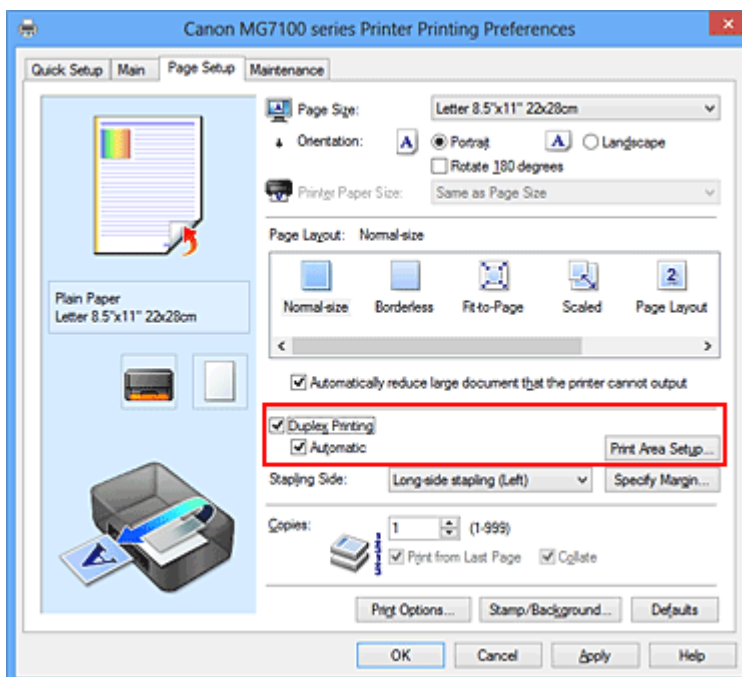 Canon MG7100 series Printer Printing Preferences
Quick Setup Main Page Setup Maintenance
Page Size: Letter 8.5"x11" 22x28cm
Orientation: A Portrait A Landscape
Rotate 180 degrees
Printer Paper Size: Same as Page Size
Page Layout: Normal-size
2
Normal-size Borderless Fit-to-Page Scaled Page Layout
Plain Paper
Letter 8.5"x11" 22x28cm
Automatically reduce large document that the printer cannot output
Duplex Printing
Automatic Print Area Setup...
Stapling Side: Long-side stapling (Left) Specify Margin...
Copies: 1 (1-999)
Print from Last Page Collate
A
Print Options... Stamp/Background... Defaults
OK Cancel Apply Help